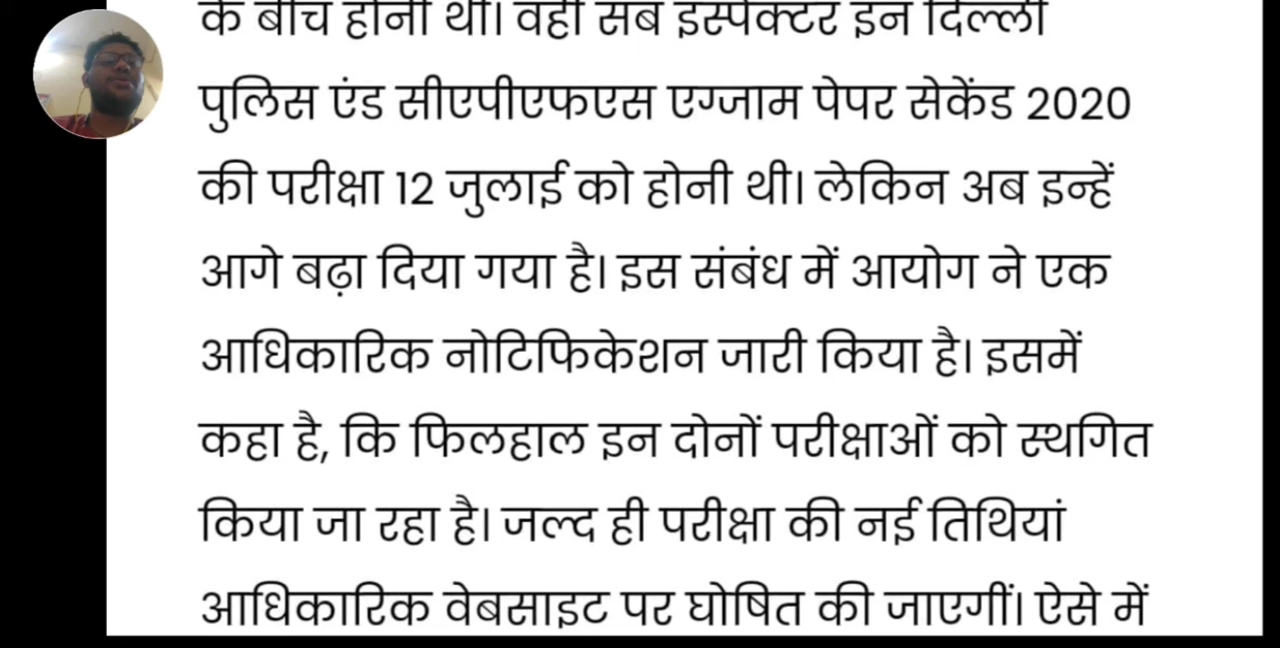 के बीच होनी थी। वहीं सब इंस्पेक्टर इन दिल्ली
पुलिस एंड सीएपीएफएस एग्जाम पेपर सेकेंड 2020
की परीक्षा 12 जुलाई को होनी थी। लेकिन अब इन्हें
आगे बढ़ा दिया गया है। इस संबंध में आयोग ने एक
आधिकारिक नोटिफिकेशन जारी किया है। इसमें
कहा है, कि फिलहाल इन दोनों परीक्षाओं को स्थगित
किया जा रहा है। जल्द ही परीक्षा की नई तिथियां
आधिकारिक वेबसाइट पर घोषित की जाएगीं। ऐसे में